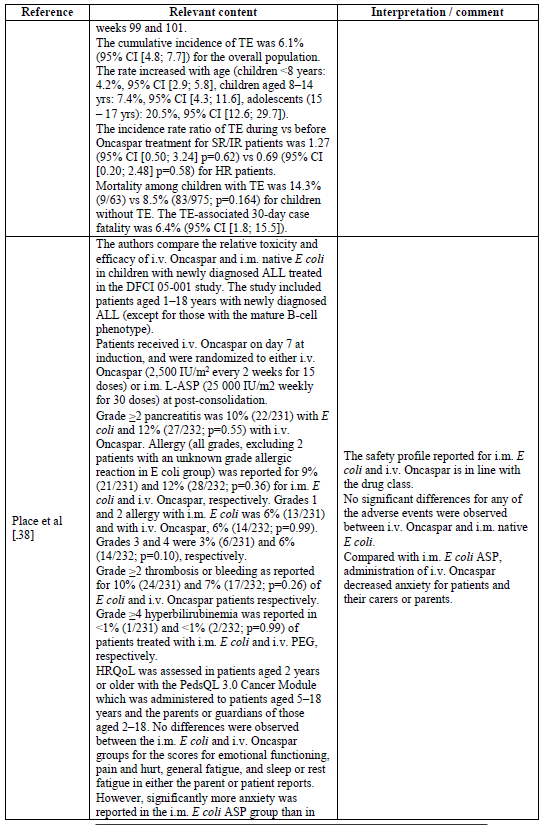 Reference
Relevant content
Interpretation / comment
weeks 99 and 101.
The cumulative incidence of TE was 6.1%
(95% CI [4.8; 7.7]) for the overall population.
The rate increased with age (children <8 years:
4.2%, 95% CI [2.9; 5.8], children aged 8–14
yrs: 7.4%, 95% CI [4.3; 11.6], adolescents (15
– 17 yrs): 20.5%, 95% CI [12.6; 29.7]).
The incidence rate ratio of TE during vs before
Oncaspar treatment for SR/IR patients was 1.27
(95% CI [0.50; 3.24] p=0.62) vs 0.69 (95% CI
[0.20; 2.48] p=0.58) for HR patients.
Mortality among children with TE was 14.3%
(9/63) vs 8.5% (83/975; p=0.164) for children
without TE. The TE-associated 30-day case
fatality was 6.4% (95% CI [1.8; 15.5]).
Place et al
[.38]
The authors compare the relative toxicity and
efficacy of i.v. Oncaspar and i.m. native E coli
in children with newly diagnosed ALL treated
in the DFCI 05-001 study. The study included
patients aged 1–18 years with newly diagnosed
ALL (except for those with the mature B-cell
phenotype).
Patients received i.v. Oncaspar on day 7 at
induction, and were randomized to either i.v.
Oncaspar (2,500 IU/m² every 2 weeks for 15
doses) or i.m. L-ASP (25 000 IU/m2 weekly
for 30 doses) at post-consolidation.
Grade ≥2 pancreatitis was 10% (22/231) with E
coli and 12% (27/232; p=0.55) with i.v.
Oncaspar. Allergy (all grades, excluding 2
patients with an unknown grade allergic
reaction in E coli group) was reported for 9%
(21/231) and 12% (28/232; p=0.36) for i.m. E
coli and i.v. Oncaspar, respectively. Grades 1
and 2 allergy with i.m. E coli was 6% (13/231)
and with i.v. Oncaspar, 6% (14/232; p=0.99).
Grades 3 and 4 were 3% (6/231) and 6%
(14/232; p=0.10), respectively.
Grade ≥2 thrombosis or bleeding as reported
for 10% (24/231) and 7% (17/232; p=0.26) of
E coli and i.v. Oncaspar patients respectively.
Grade ≥4 hyperbilirubinemia was reported in
<1% (1/231) and <1% (2/232; p=0.99) of
patients treated with i.m. E coli and i.v. PEG,
respectively.
HRQoL was assessed in patients aged 2 years
or older with the PedsQL 3.0 Cancer Module
which was administered to patients aged 5–18
years and the parents or guardians of those
aged 2–18. No differences were observed
between the i.m. E coli and i.v. Oncaspar
groups for the scores for emotional functioning,
pain and hurt, general fatigue, and sleep or rest
fatigue in either the parent or patient reports.
However, significantly more anxiety was
reported in the i.m. E coli ASP group than in
The safety profile reported for i.m. E
coli and i.v. Oncaspar is in line with
the drug class.
No significant differences for any of
the adverse events were observed
between i.v. Oncaspar and i.m. native
E coli.
Compared with i.m. E coli ASP,
administration of i.v. Oncaspar
decreased anxiety for patients and
their carers or parents.